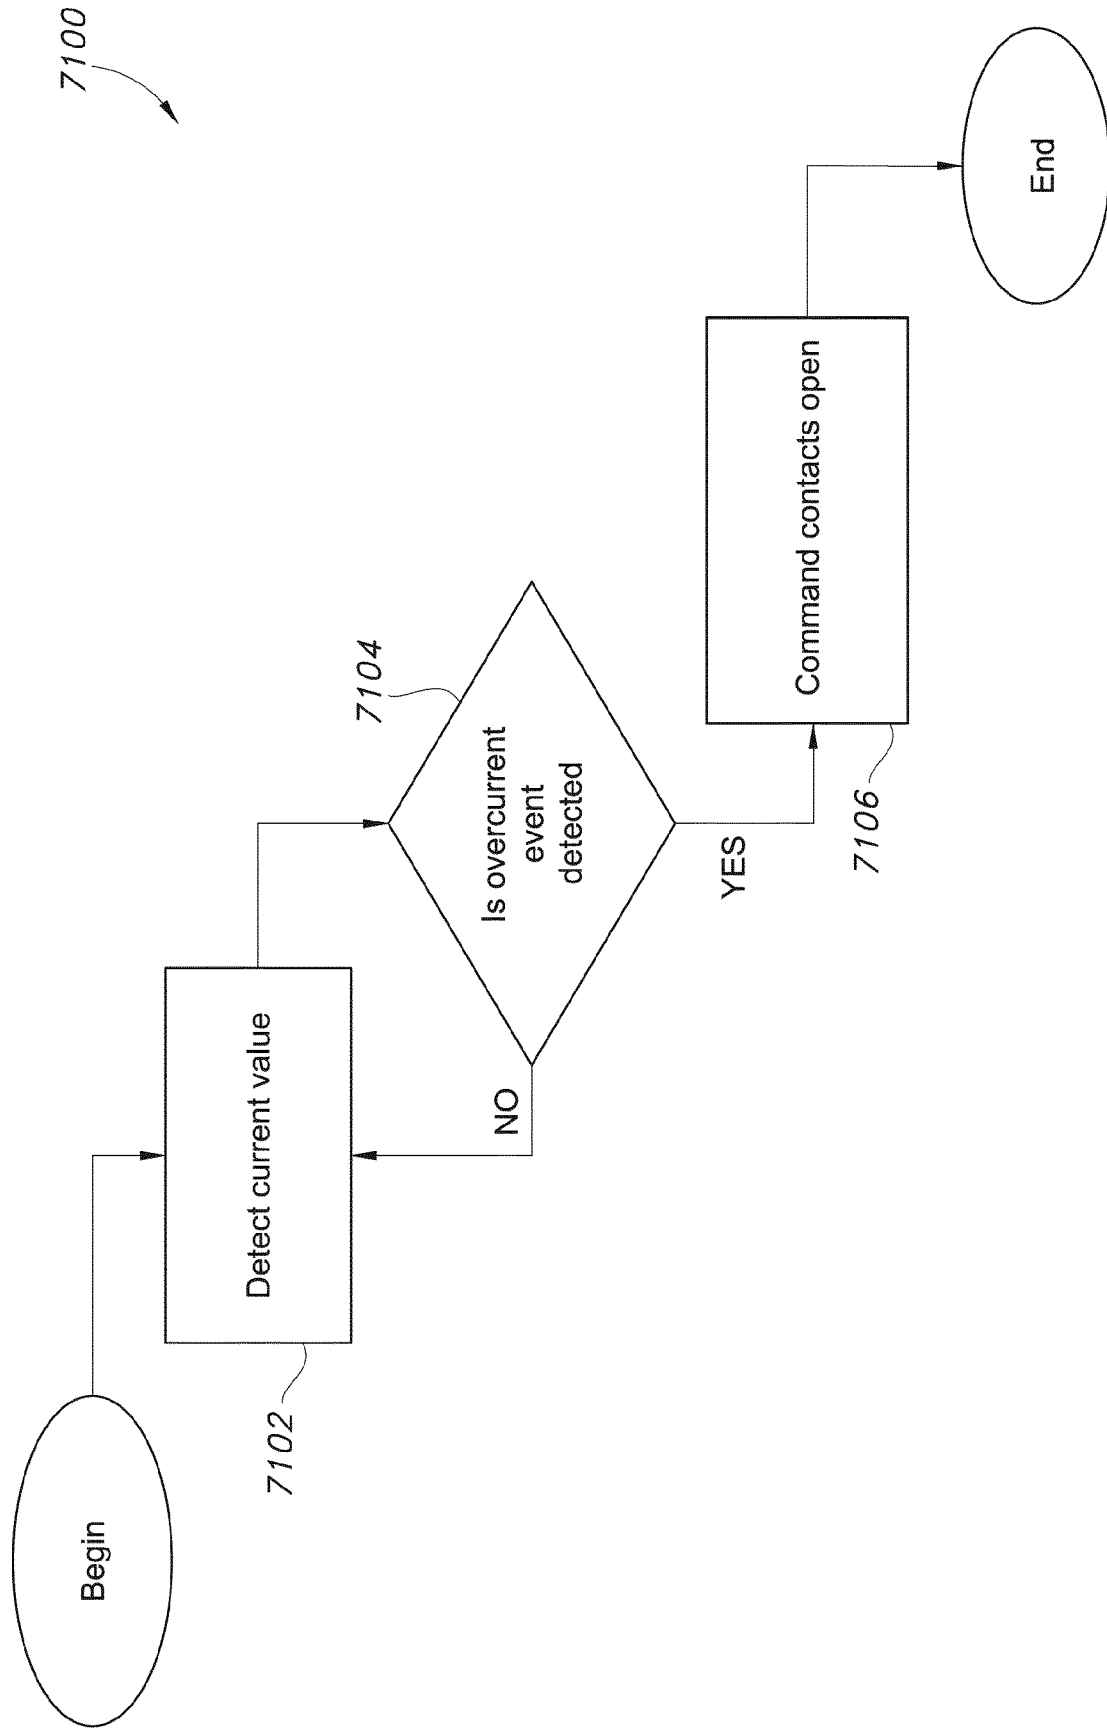 7100
Begin
Detect current value
7102
Is overcurrent
event
detected
7104
NO
YES
Command contacts open
7106
End